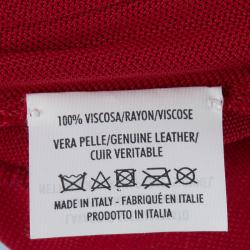 100% VISCOSA/RAYON/VISCOSE
VERA PELLE/GENUINE LEATHER/
CUIR VERITABLE
MADE IN ITALY - FABRIQUÉ EN ITALIE
PRODOTTO IN ITALIA